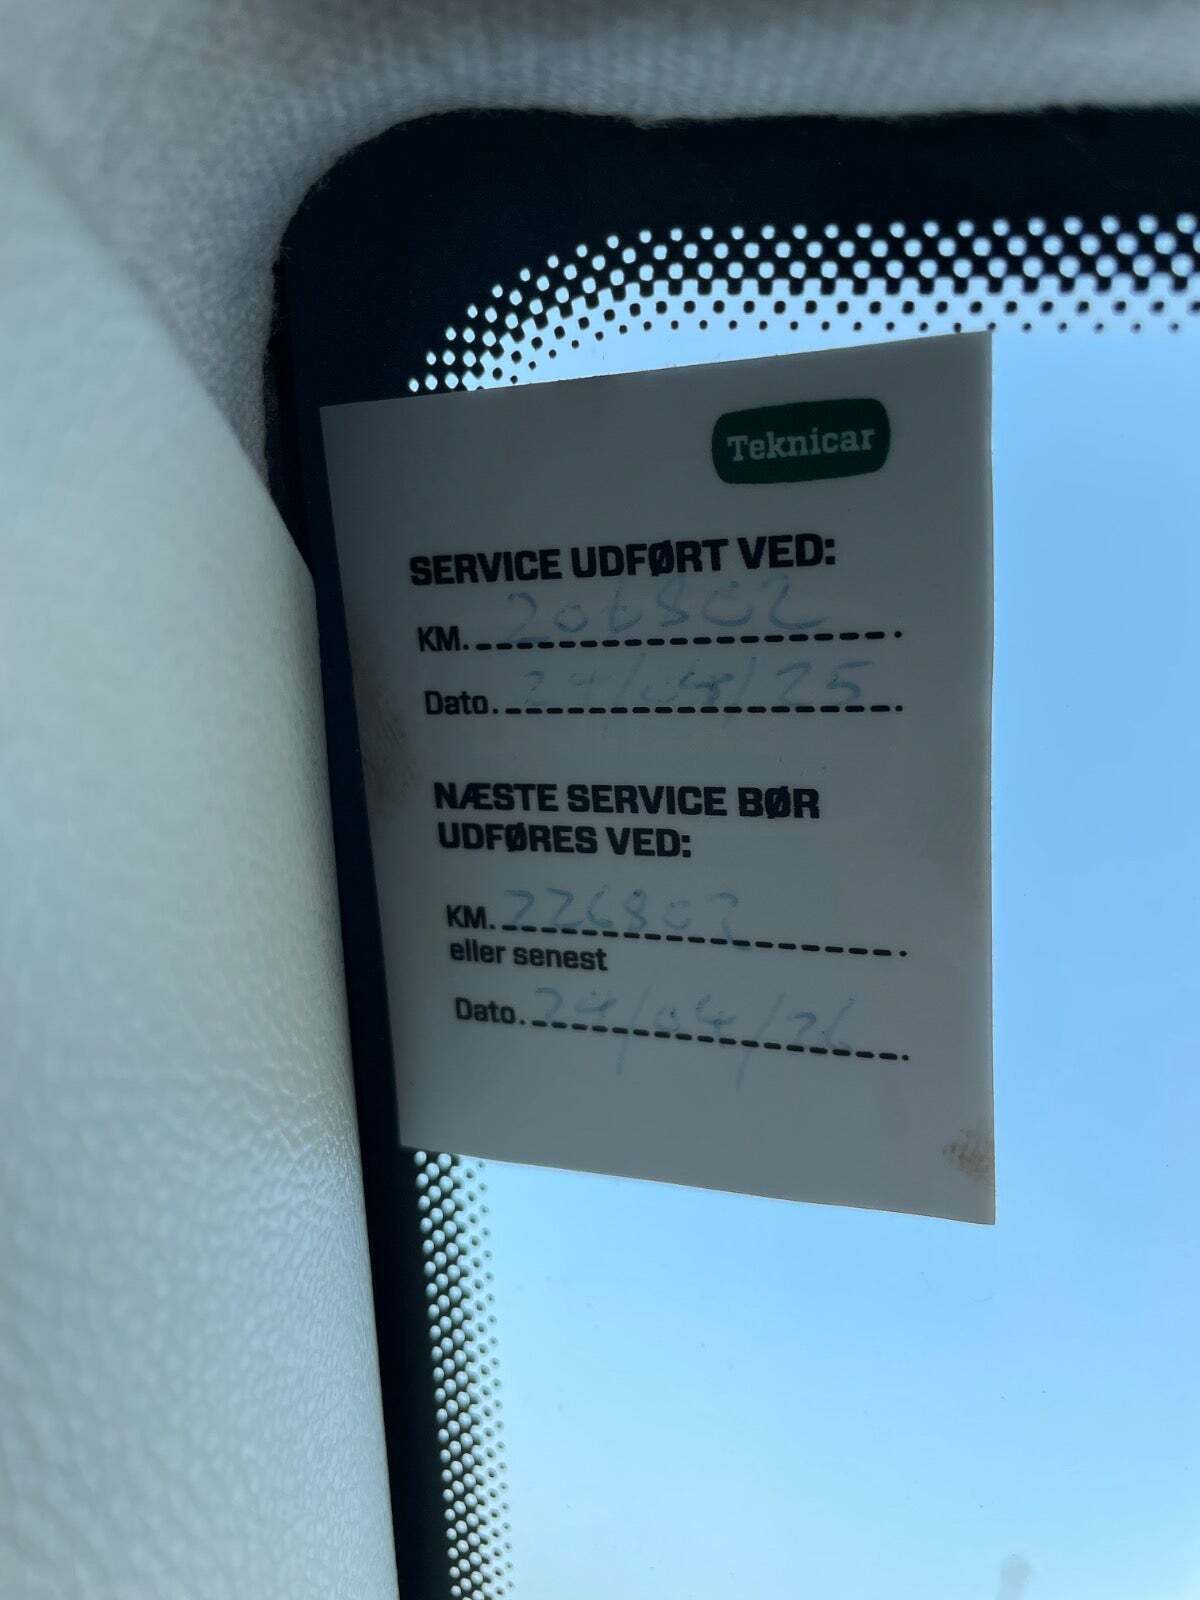 Teknicar
SERVICE UDFØRT VED:
KM. 206802
Dato. 24/04/25
NÆSTE SERVICE BØR
UDFØRES VED:
KM. 226802
eller senest
Dato. 24/04/26